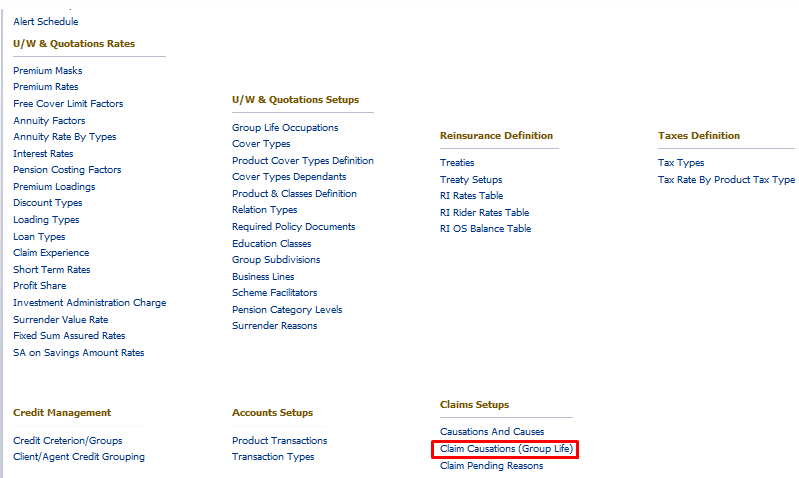 Alert Schedule
U/W & Quotations Rates
Premium Masks
Premium Rates
Free Cover Limit Factors
Annuity Factors
Annuity Rate By Types
Interest Rates
Pension Costing Factors
Premium Loadings
Discount Types
Loading Types
Loan Types
Claim Experience
Short Term Rates
Profit Share
Investment Administration Charge
Surrender Value Rate
Fixed Sum Assured Rates
SA on Savings Amount Rates
U/W & Quotations Setups
Group Life Occupations
Cover Types
Product Cover Types Definition
Cover Types Dependants
Product & Classes Definition
Relation Types
Required Policy Documents
Education Classes
Group Subdivisions
Business Lines
Scheme Facilitators
Pension Category Levels
Surrender Reasons
Reinsurance Definition
Treaties
Treaty Setups
RI Rates Table
RI Rider Rates Table
RI OS Balance Table
Taxes Definition
Tax Types
Tax Rate By Product Tax Type
Credit Management
Credit Creterion/Groups
Client/Agent Credit Grouping
Accounts Setups
Product Transactions
Transaction Types
Claims Setups
Causations And Causes
Claim Causations (Group Life)
Claim Pending Reasons